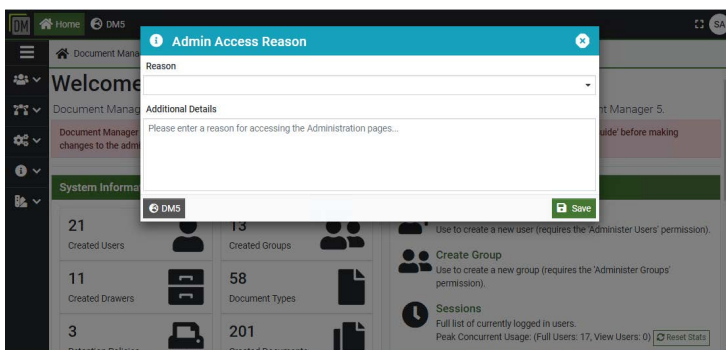 DM Home DM5 SA
Admin Access Reason
Document Mana
Reason
Welcome
Document Manag
nt Manager 5.
Additional Details
Please enter a reason for accessing the Administration pages...
Document Manager
uide' before making
changes to the admi
System Informa
DM5
Save
21
Created Users
13
Created Groups
Use to create a new user (requires the 'Administer Users' permission).
Create Group
Use to create a new group (requires the 'Administer Groups'
permission).
11
Created Drawers
58
Document Types
Sessions
Full list of currently logged in users.
Peak Concurrent Usage: (Full Users: 17, View Users: 0) Reset Stats
3
201